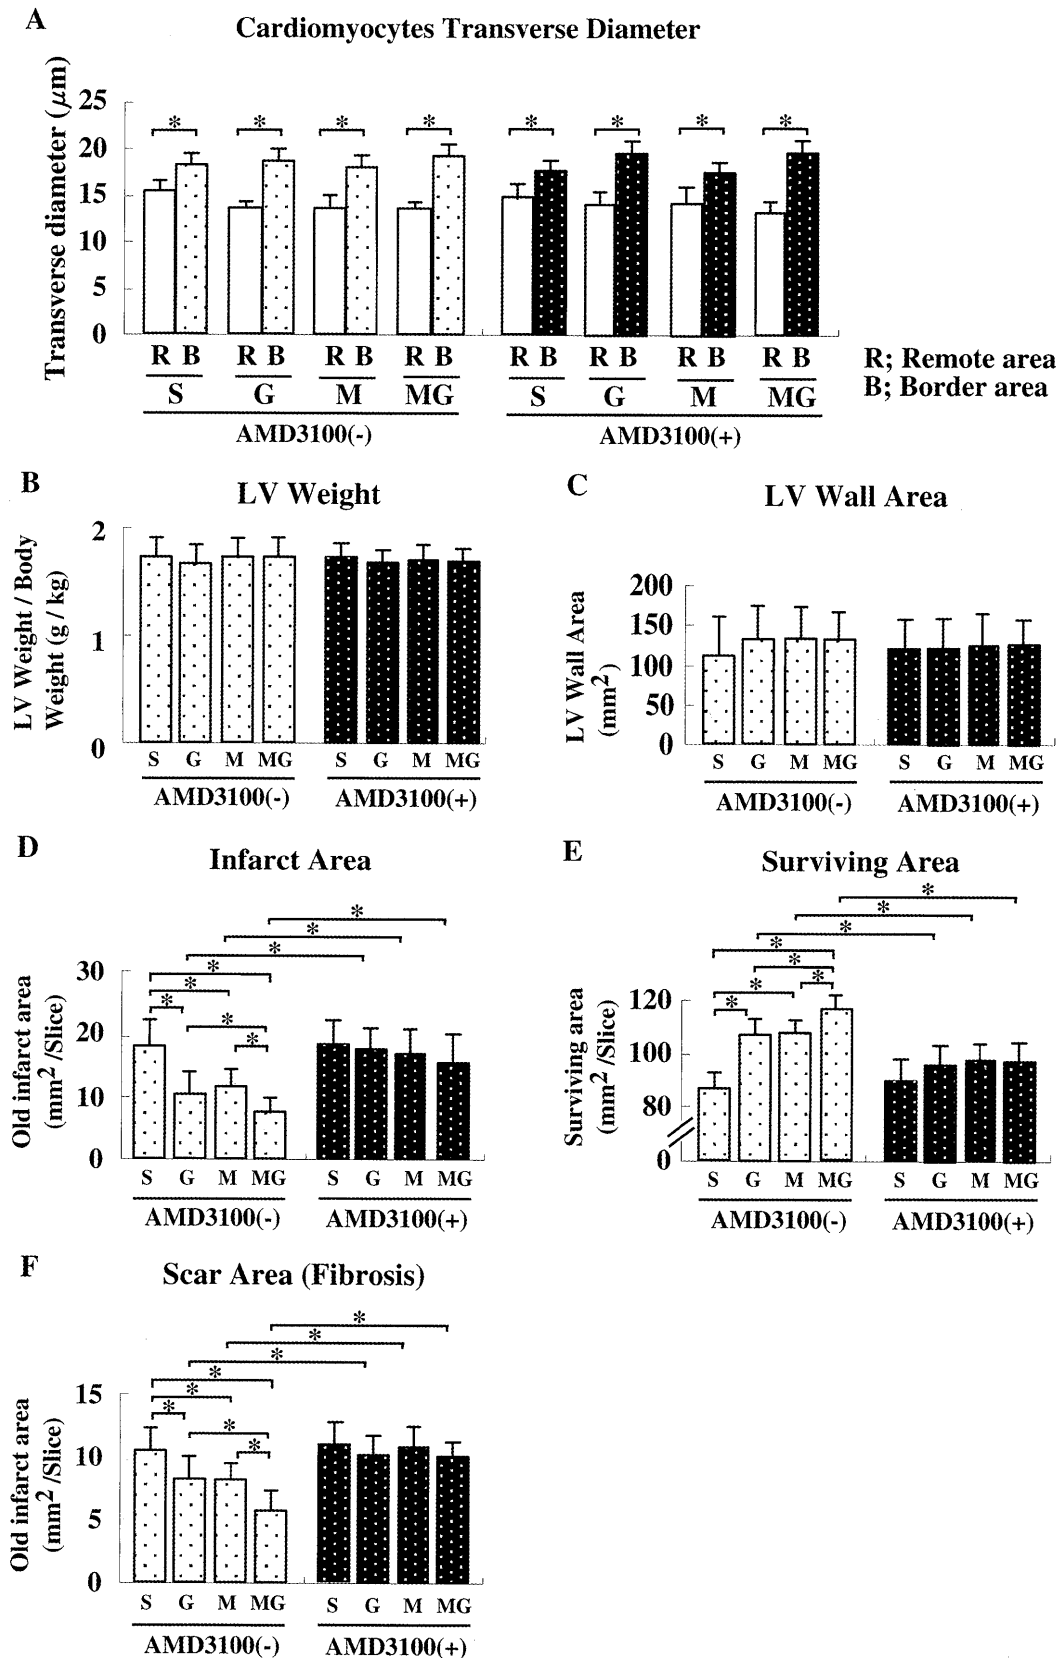 A
Cardiomyocytes Transverse Diameter
Transverse diameter (μm)
25
20
15
10
5
0
* * * * * * * *
R B R B R B R B R B R B R B R B
S G M MG S G M MG
AMD3100(-) AMD3100(+)
R; Remote area
B; Border area
B
LV Weight
LV Weight / Body
Weight (g / kg)
2
1
0
S G M MG S G M MG
AMD3100(-) AMD3100(+)
C
LV Wall Area
LV Wall Area
(mm2)
200
150
100
50
0
S G M MG S G M MG
AMD3100(-) AMD3100(+)
D
Infarct Area
Old infarct area
(mm2 /Slice)
30
20
10
0
*
*
*
*
*
*
*
*
S G M MG S G M MG
AMD3100(-) AMD3100(+)
E
Surviving Area
Surviving area
(mm2 /Slice)
120
100
80
0
*
*
*
*
*
*
*
*
S G M MG S G M MG
AMD3100(-) AMD3100(+)
F
Scar Area (Fibrosis)
Old infarct area
(mm2 /Slice)
15
10
5
0
*
*
*
*
*
*
*
*
S G M MG S G M MG
AMD3100(-) AMD3100(+)